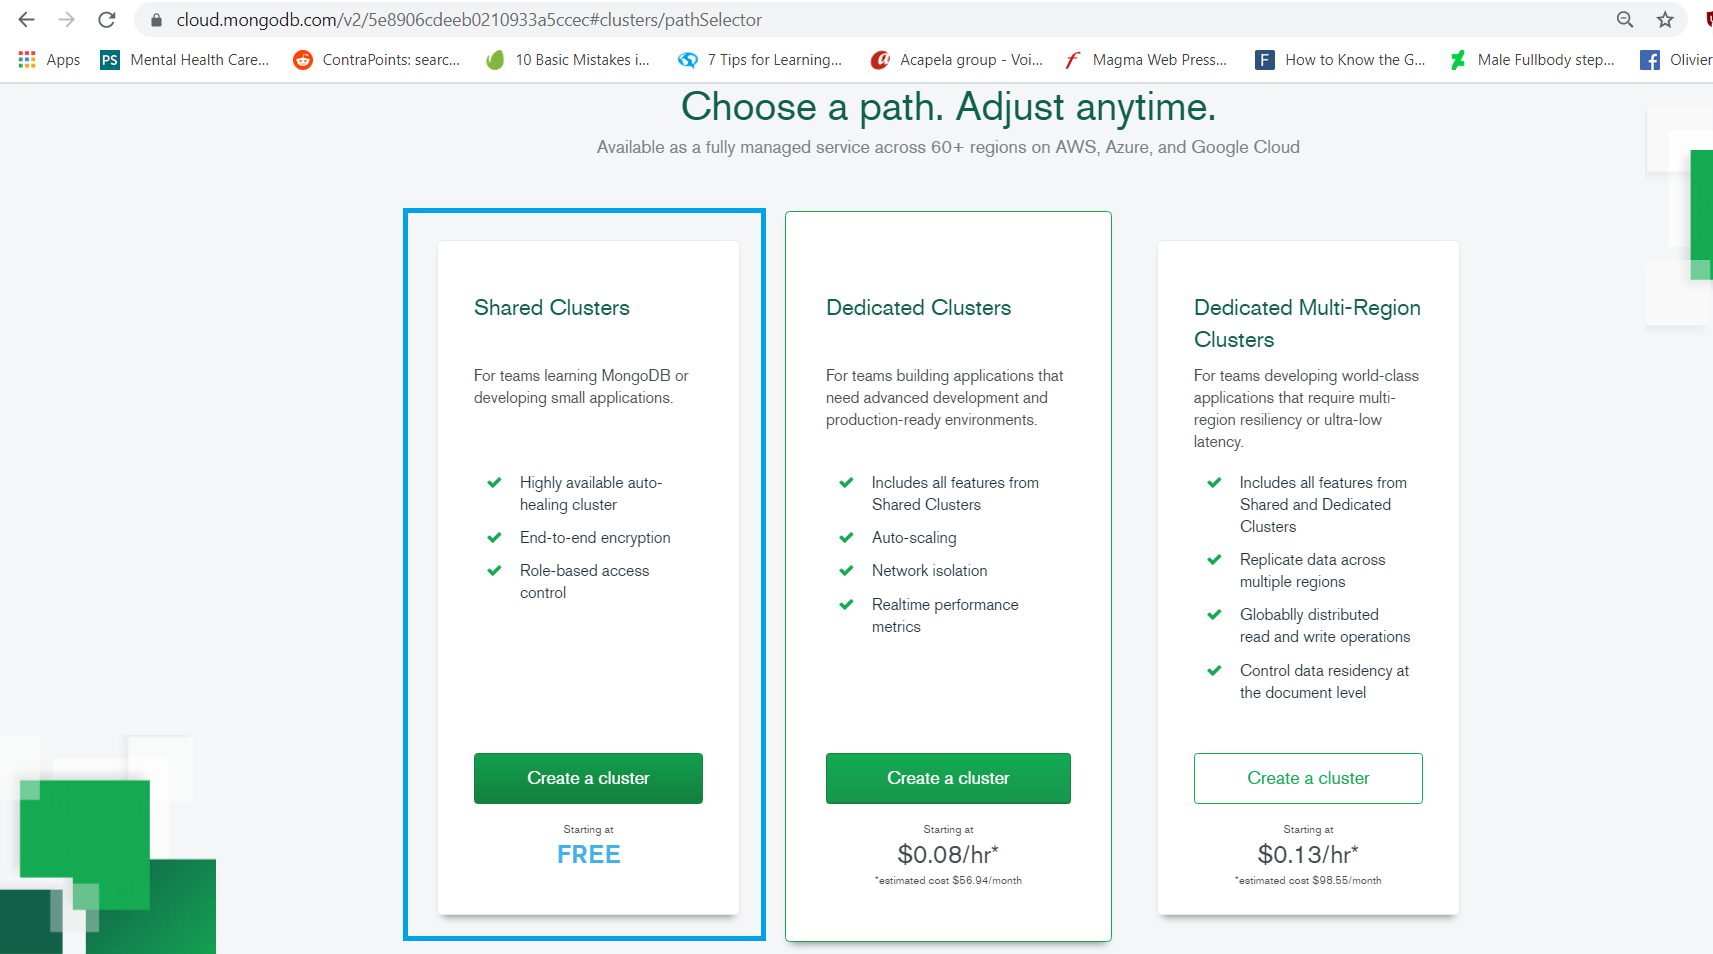 cloud.mongodb.com/v2/5e8906cdeeb0210933a5ccec#clusters/pathSelector
Apps PS Mental Health Care... ContraPoints: searc... 10 Basic Mistakes i... 7 Tips for Learning... Acapela group - Voi... Magma Web Press... F How to Know the G... Male Fullbody step... Olivier
Choose a path. Adjust anytime.
Available as a fully managed service across 60+ regions on AWS, Azure, and Google Cloud
Shared Clusters
For teams learning MongoDB or
developing small applications.
Highly available auto-
healing cluster
End-to-end encryption
Role-based access
control
Create a cluster
Starting at
FREE
Dedicated Clusters
For teams building applications that
need advanced development and
production-ready environments.
Includes all features from
Shared Clusters
Auto-scaling
Network isolation
Realtime performance
metrics
Create a cluster
Starting at
$0.08/hr*
*estimated cost $56.94/month
Dedicated Multi-Region
Clusters
For teams developing world-class
applications that require multi-
region resiliency or ultra-low
latency.
Includes all features from
Shared and Dedicated
Clusters
Replicate data across
multiple regions
Globablly distributed
read and write operations
Control data residency at
the document level
Create a cluster
Starting at
$0.13/hr*
*estimated cost $98.55/month